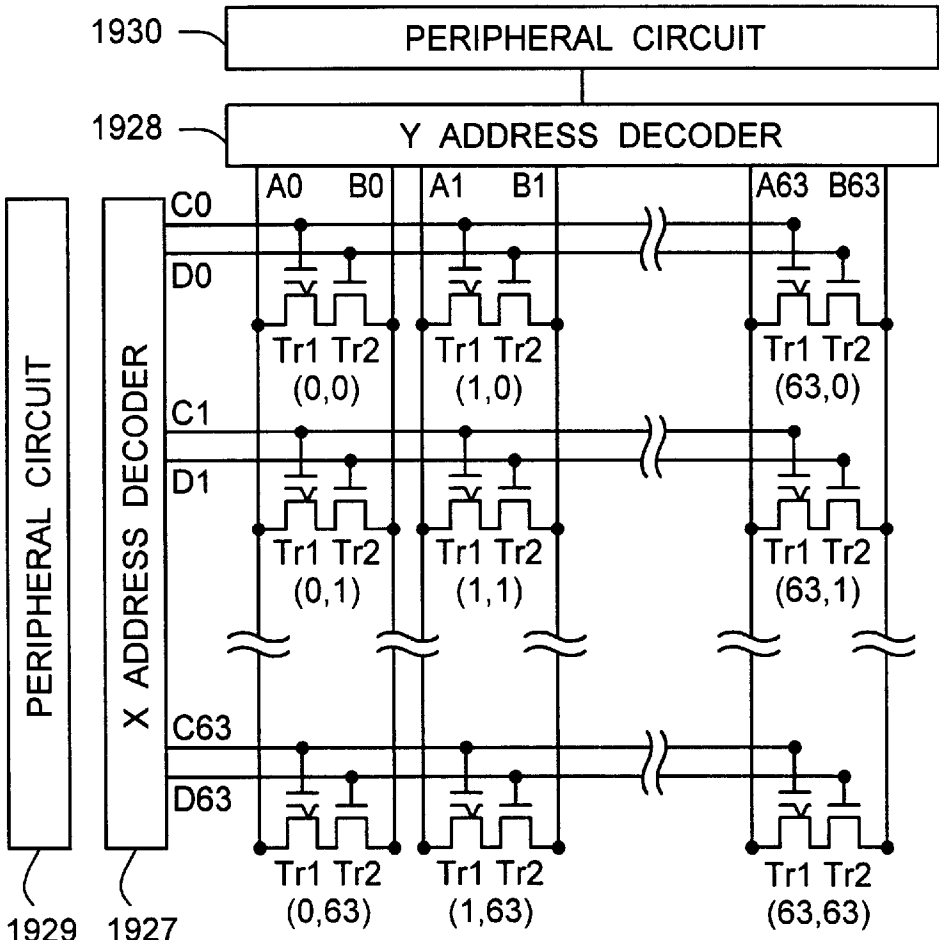 1930
PERIPHERAL CIRCUIT
1928
Y ADDRESS DECODER
A0 B0 A1 B1 A63 B63
C0
D0
Tr1 Tr2 Tr1 Tr2 Tr1 Tr2
(0,0) (1,0) (63,0)
C1
D1
Tr1 Tr2 Tr1 Tr2 Tr1 Tr2
(0,1) (1,1) (63,1)
PERIPHERAL CIRCUIT
X ADDRESS DECODER
C63
D63
Tr1 Tr2 Tr1 Tr2 Tr1 Tr2
(0,63) (1,63) (63,63)
1929 1927